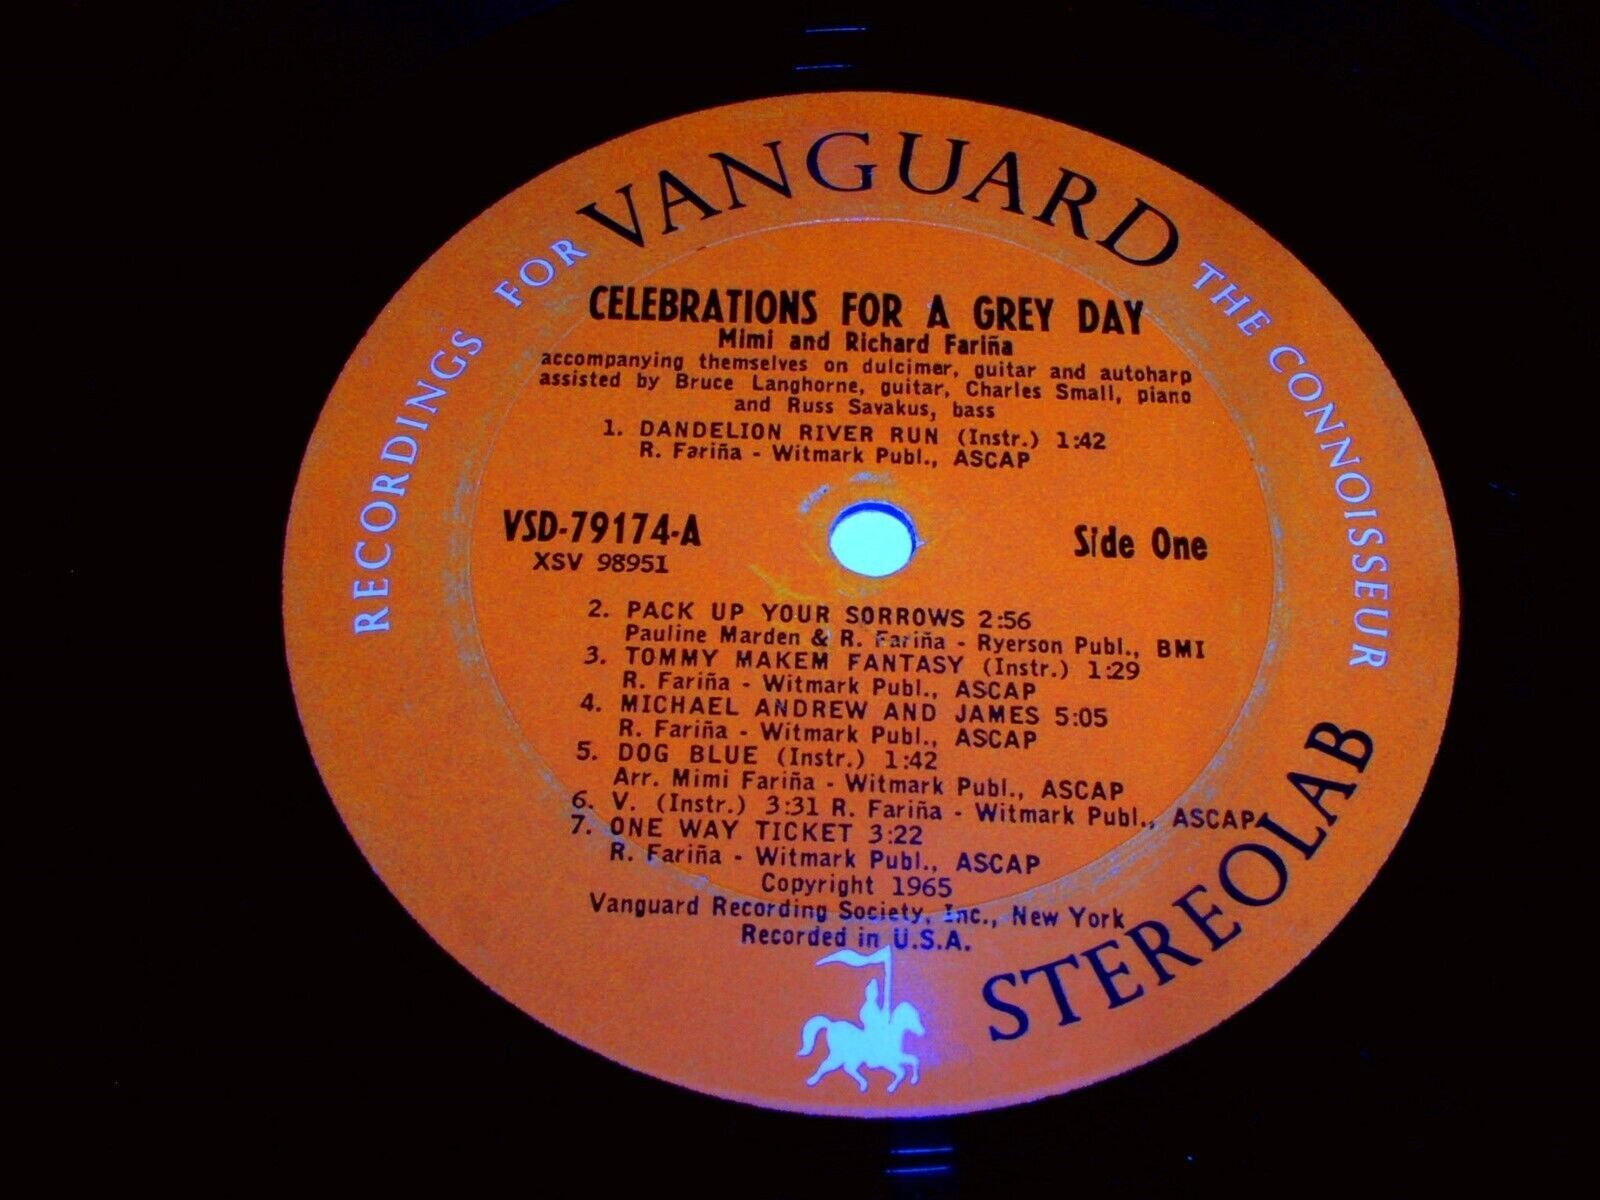 RECORDINGS FOR VANGUARD THE CONNOISSEUR
CELEBRATIONS FOR A GREY DAY
Mimi and Richard Fariña
accompanying themselves on dulcimer, guitar and autoharp
assisted by Bruce Langhorne, guitar, Charles Small, piano
and Russ Savakus, bass
1. DANDELION RIVER RUN (Instr.) 1:42
R. Fariña - Witmark Publ., ASCAP
VSD-79174-A
XSV 98951
Side One
2. PACK UP YOUR SORROWS 2:56
Pauline Marden & R. Fariña - Ryerson Publ., BMI
3. TOMMY MAKEM FANTASY (Instr.) 1:29
R. Fariña - Witmark Publ., ASCAP
4. MICHAEL ANDREW AND JAMES 5:05
R. Fariña - Witmark Publ., ASCAP
5. DOG BLUE (Instr.) 1:42
Arr. Mimi Fariña - Witmark Publ., ASCAP
6. V. (Instr.) 3:31 R. Fariña - Witmark Publ., ASCAP
7. ONE WAY TICKET 3:22
R. Fariña - Witmark Publ., ASCAP
Copyright 1965
Vanguard Recording Society, Inc., New York
Recorded in U.S.A.
STEREOLAB